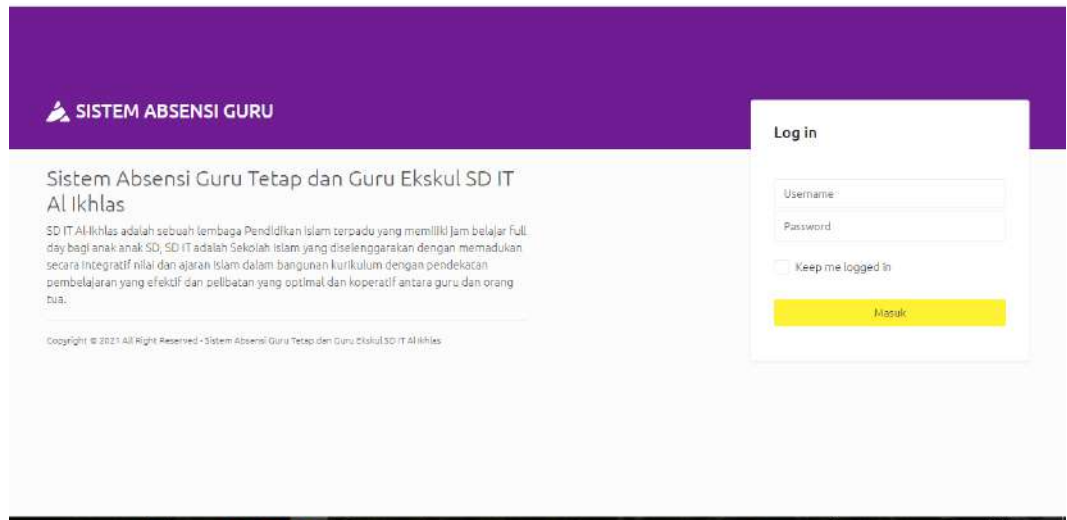 SISTEM ABSENSI GURU
Log in
Sistem Absensi Guru Tetap dan Guru Ekskul SD IT
Al Ikhlas
SD IT Al-Ikhlas adalah sebuah lembaga Pendidikan Islam terpadu yang memiliki jam belajar full
day bagi anak anak SD, SD IT adalah Sekolah Islam yang diselenggarakan dengan memadukan
secara integratif nilai dan ajaran Islam dalam bangunan kurikulum dengan pendekatan
pembelajaran yang efektif dan pelibatan yang optimal dan koperatif antara guru dan orang
tua.
Copyright © 2021 All Right Reserved - Sistem Absensi Guru Tetap dan Guru Ekskul SD IT Al Ikhlas
Username
Password
Keep me logged in
Masuk